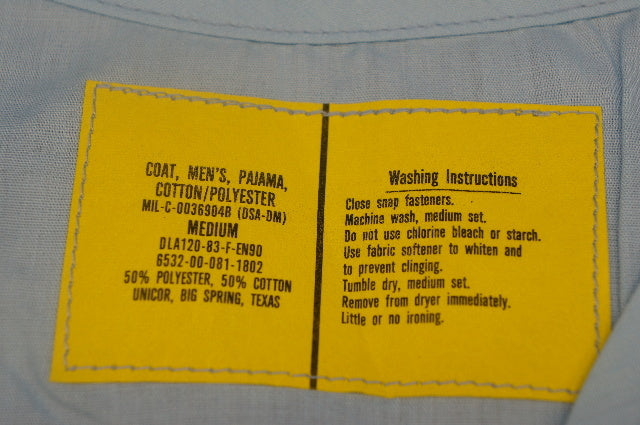 COAT, MEN'S, PAJAMA,
COTTON/POLYESTER
MIL-C-0036904B (DSA-DM)
MEDIUM
DLA120-83-F-EN90
6532-00-081-1802
50% POLYESTER, 50% COTTON
UNICOR, BIG SPRING, TEXAS
Washing Instructions
Close snap fasteners.
Machine wash, medium set.
Do not use chlorine bleach or starch.
Use fabric softener to whiten and
to prevent clinging.
Tumble dry, medium set.
Remove from dryer immediately.
Little or no ironing.